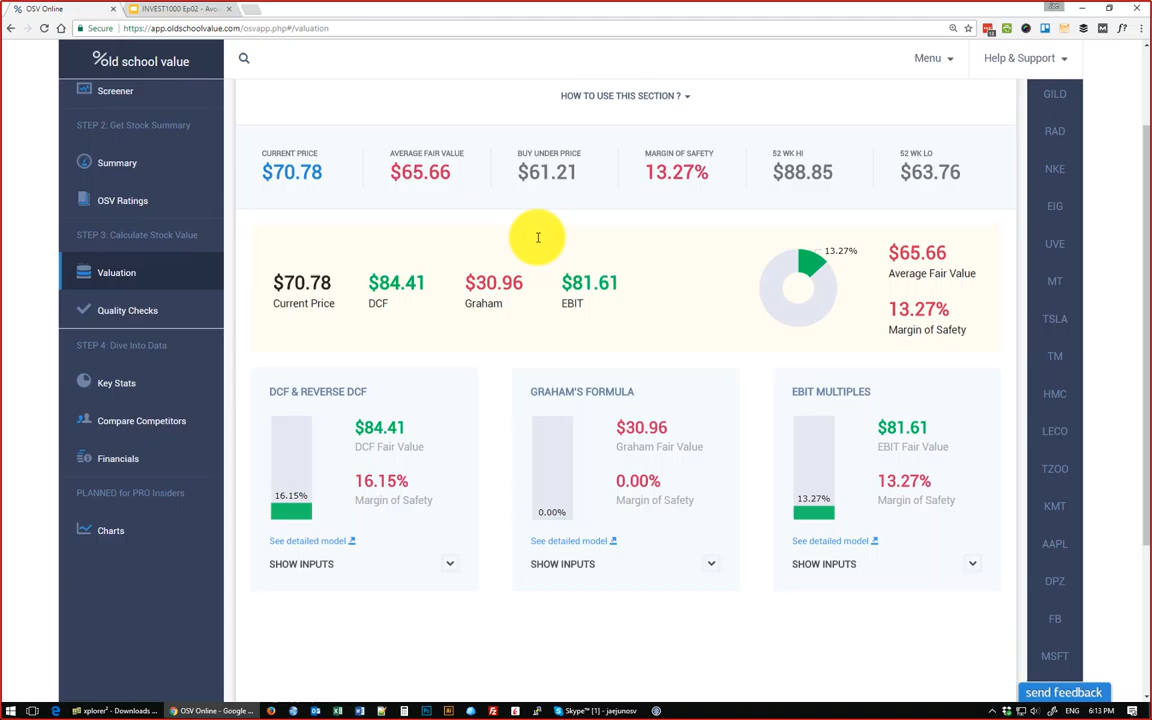 OSV Online
INVEST1000 Ep02 - Avoi
Secure
https://app.oldschoolvalue.com/osvapp.php#/valuation
old school value
Menu
Help & Support
Screener
STEP 2: Get Stock Summary
Summary
OSV Ratings
STEP 3: Calculate Stock Value
Valuation
Quality Checks
STEP 4: Dive Into Data
Key Stats
Compare Competitors
Financials
PLANNED for PRO Insiders
Charts
HOW TO USE THIS SECTION ?
CURRENT PRICE
$70.78
AVERAGE FAIR VALUE
$65.66
BUY UNDER PRICE
$61.21
MARGIN OF SAFETY
13.27%
52 WK HI
$88.85
52 WK LO
$63.76
$70.78
Current Price
$84.41
DCF
$30.96
Graham
$81.61
EBIT
13.27%
$65.66
Average Fair Value
13.27%
Margin of Safety
DCF & REVERSE DCF
$84.41
DCF Fair Value
16.15%
Margin of Safety
16.15%
See detailed model
SHOW INPUTS
GRAHAM'S FORMULA
$30.96
Graham Fair Value
0.00%
Margin of Safety
0.00%
See detailed model
SHOW INPUTS
EBIT MULTIPLES
$81.61
EBIT Fair Value
13.27%
Margin of Safety
13.27%
See detailed model
SHOW INPUTS
GILD
RAD
NKE
EIG
UVE
MT
TSLA
TM
HMC
LECO
TZOO
KMT
AAPL
DPZ
FB
MSFT
send feedback
xplorer² - Downloads ...
OSV Online - Google ...
Skype™ [1] - jaejunosv
ENG
6:13 PM